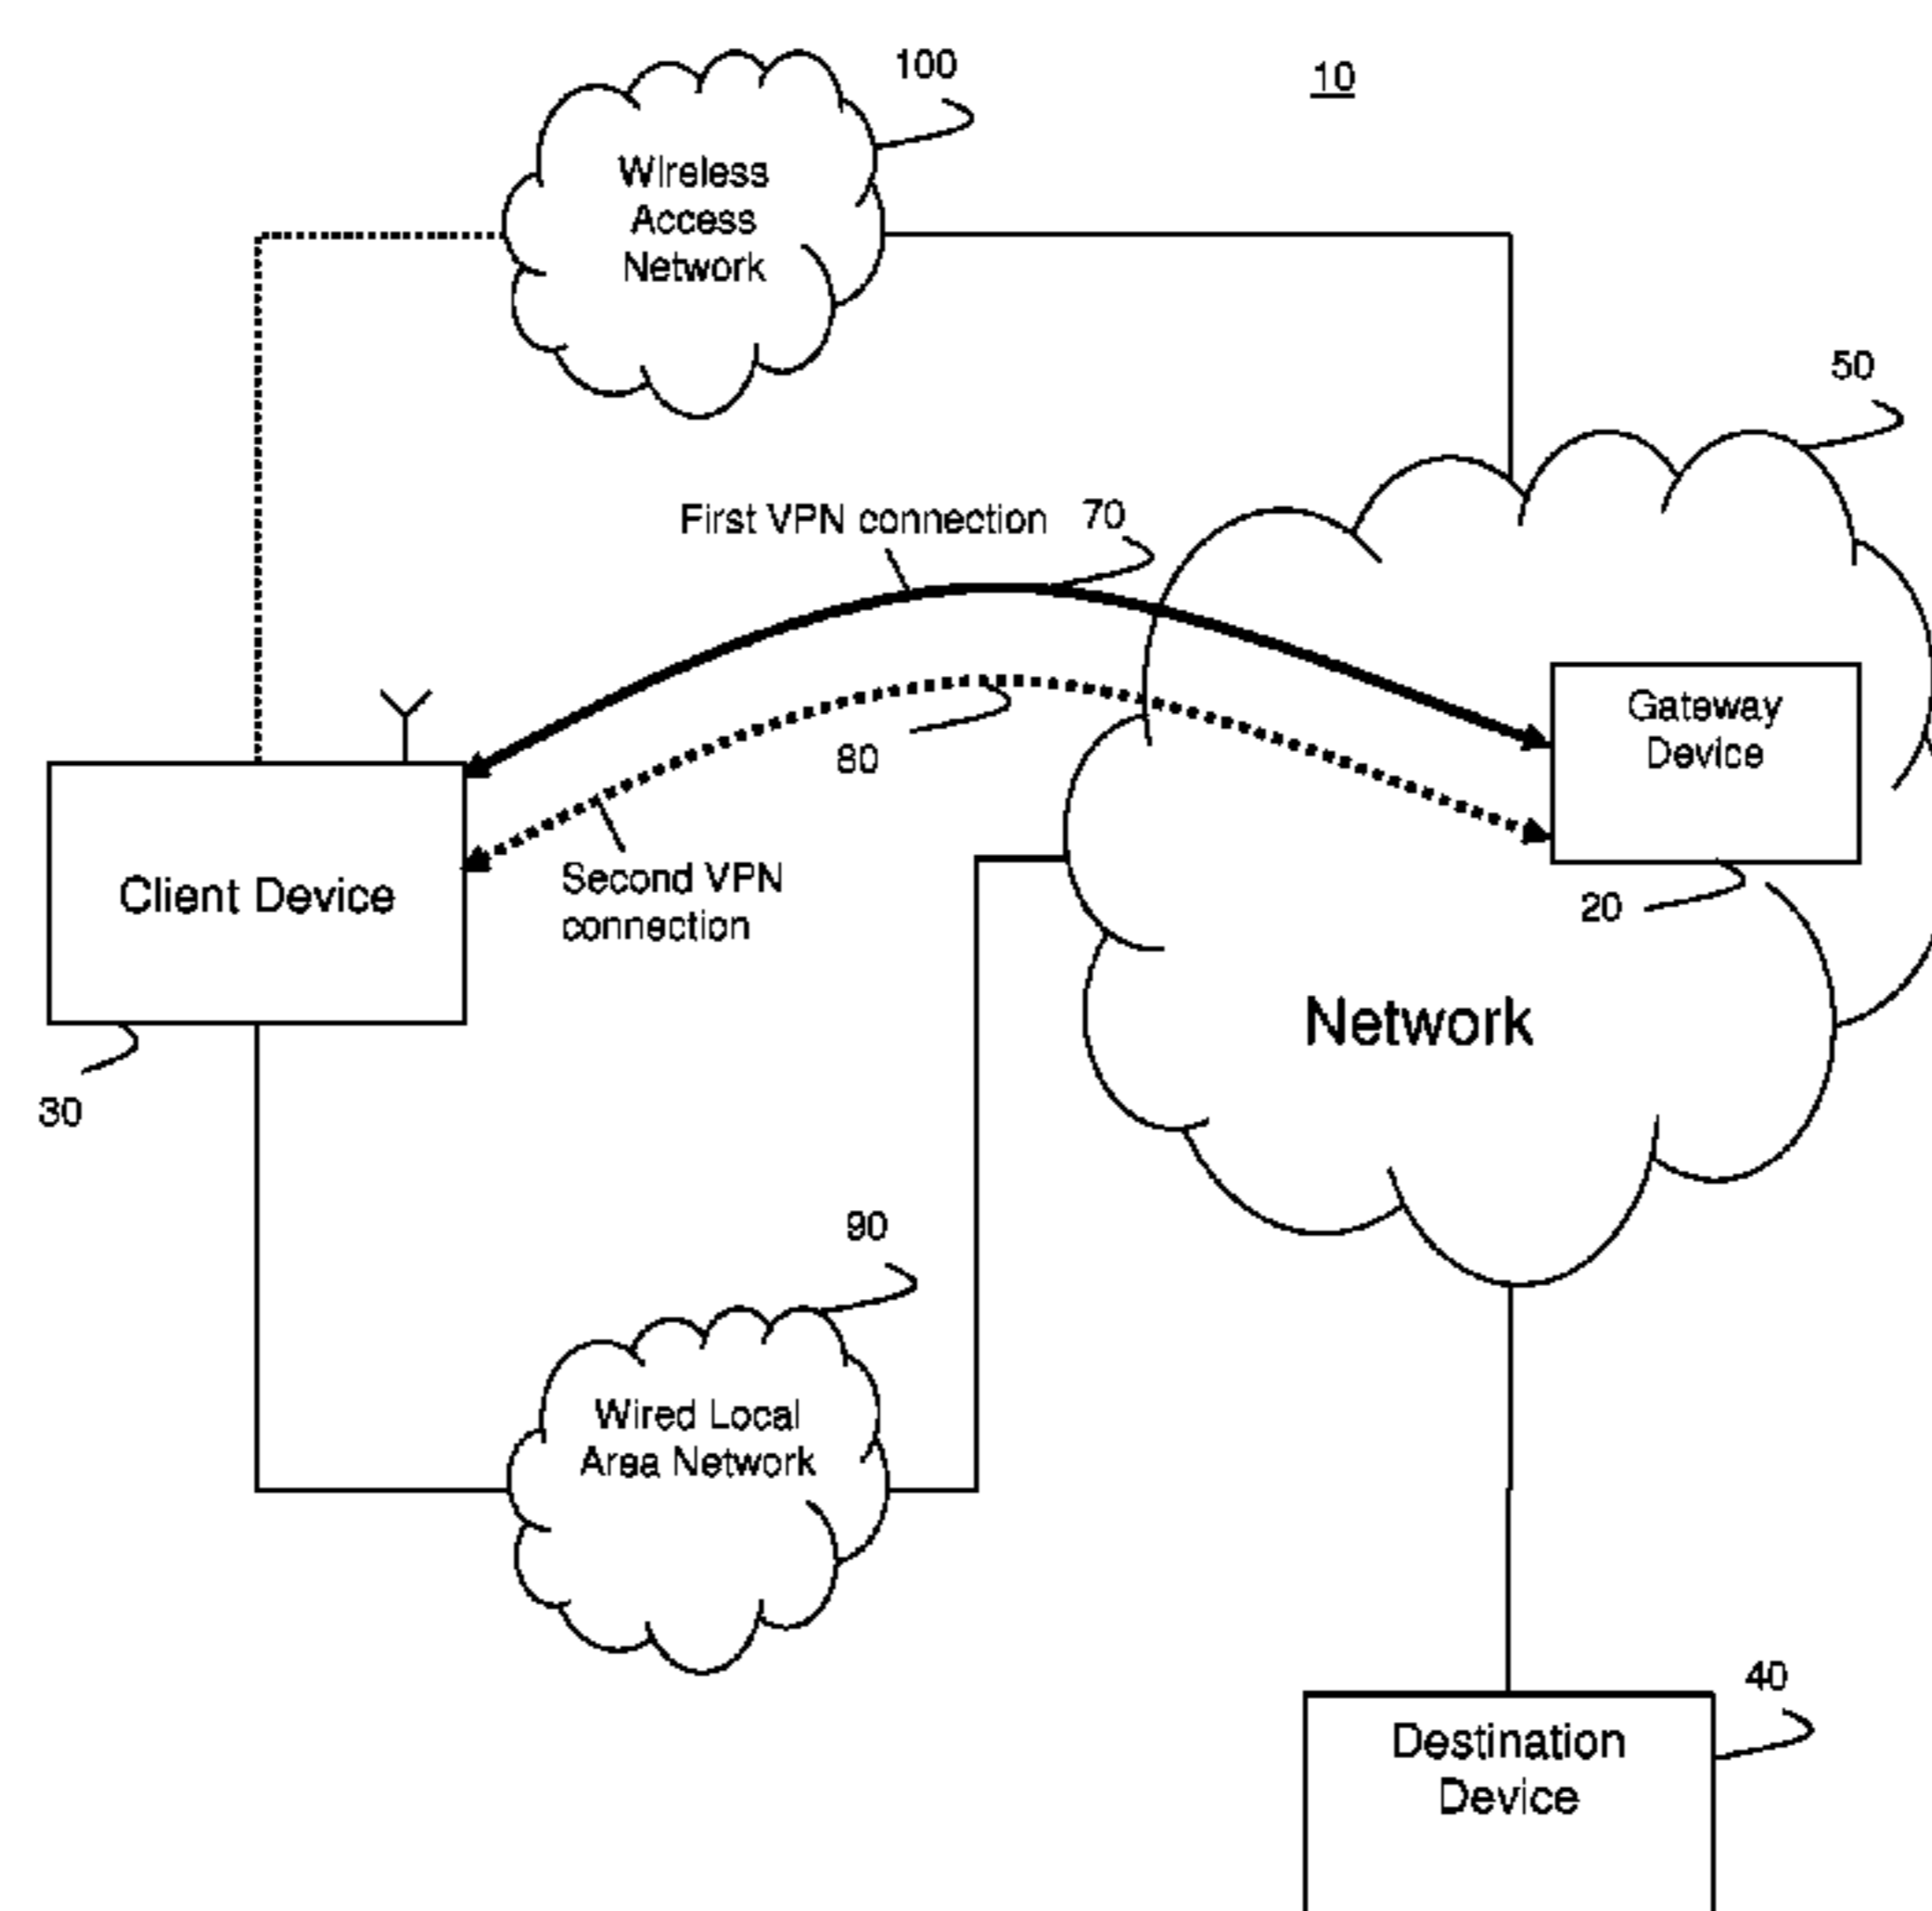 100
10
Wireless
Access
Network
50
First VPN connection
70
Gateway
Device
80
Second VPN
connection
Client Device
20
Network
30
90
Wired Local
Area Network
40
Destination
Device